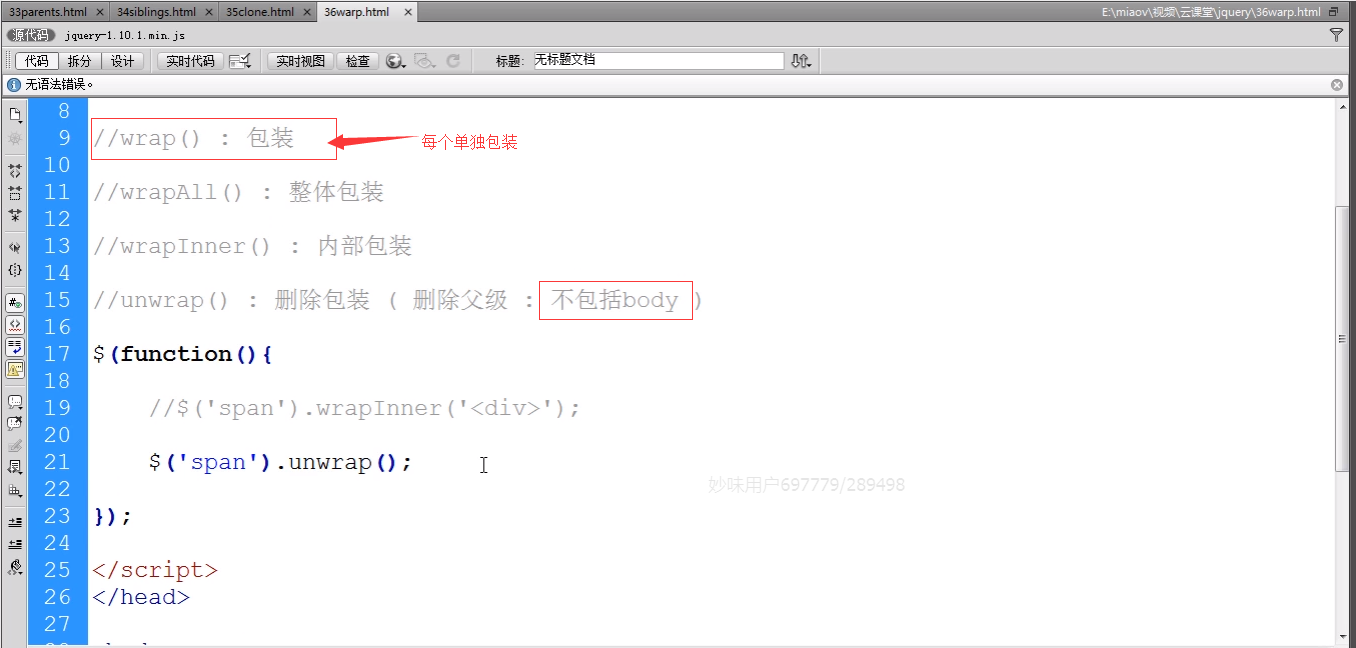 33parents.html × 34siblings.html × 35clone.html × 36warp.html × E:\miaov\视频\云课堂\jquery\36warp.html
源代码 jquery-1.10.1.min.js
代码 拆分 设计 实时代码 实时视图 检查 标题: 无标题文档
无语法错误。
8
9 //wrap() : 包装 每个单独包装
10
11 //wrapAll() : 整体包装
12
13 //wrapInner() : 内部包装
14
15 //unwrap() : 删除包装 ( 删除父级 : 不包括body )
16
17 $(function(){
18
19 //$('span').wrapInner('<div>');
20
21 $('span').unwrap();
22
妙味用户697779/289498
23 });
24
25 </script>
26 </head>
27